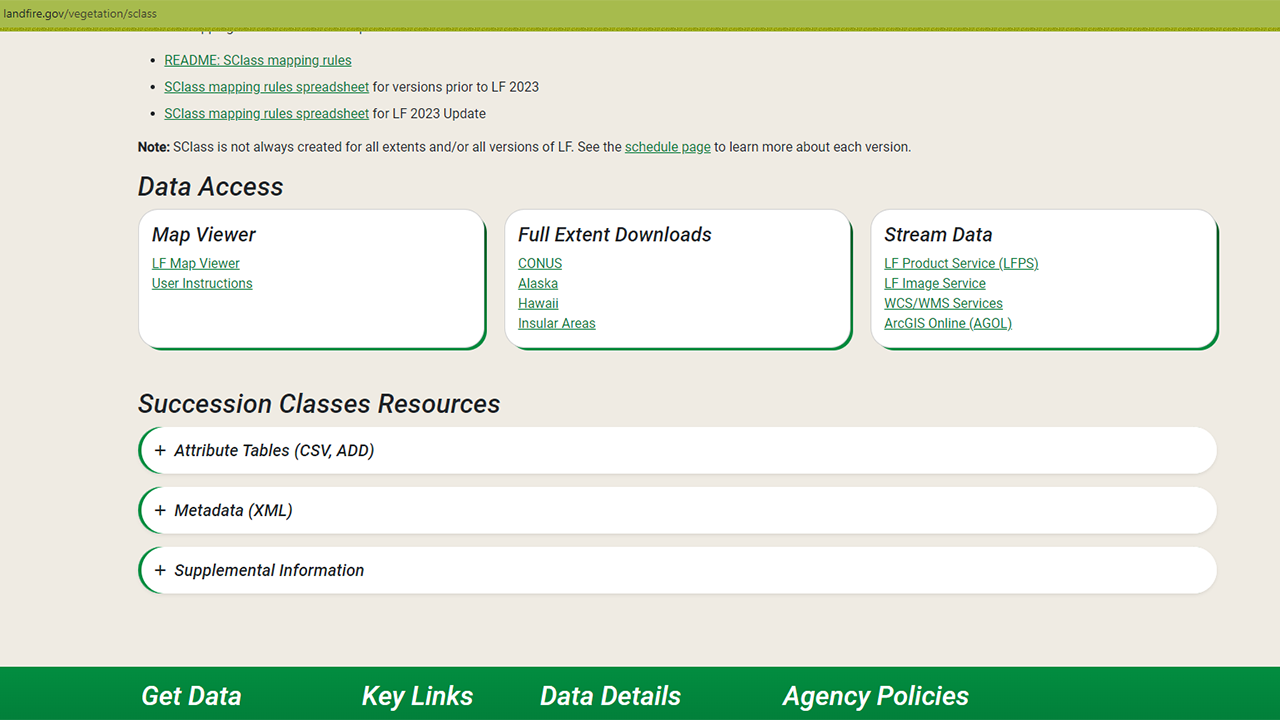 landfire.gov/vegetation/sclass
README: SClass mapping rules
SClass mapping rules spreadsheet for versions prior to LF 2023
SClass mapping rules spreadsheet for LF 2023 Update
Note: SClass is not always created for all extents and/or all versions of LF. See the schedule page to learn more about each version.
Data Access
Map Viewer
LF Map Viewer
User Instructions
Full Extent Downloads
CONUS
Alaska
Hawaii
Insular Areas
Stream Data
LF Product Service (LFPS)
LF Image Service
WCS/WMS Services
ArcGIS Online (AGOL)
Succession Classes Resources
+ Attribute Tables (CSV, ADD)
+ Metadata (XML)
+ Supplemental Information
Get Data Key Links Data Details Agency Policies